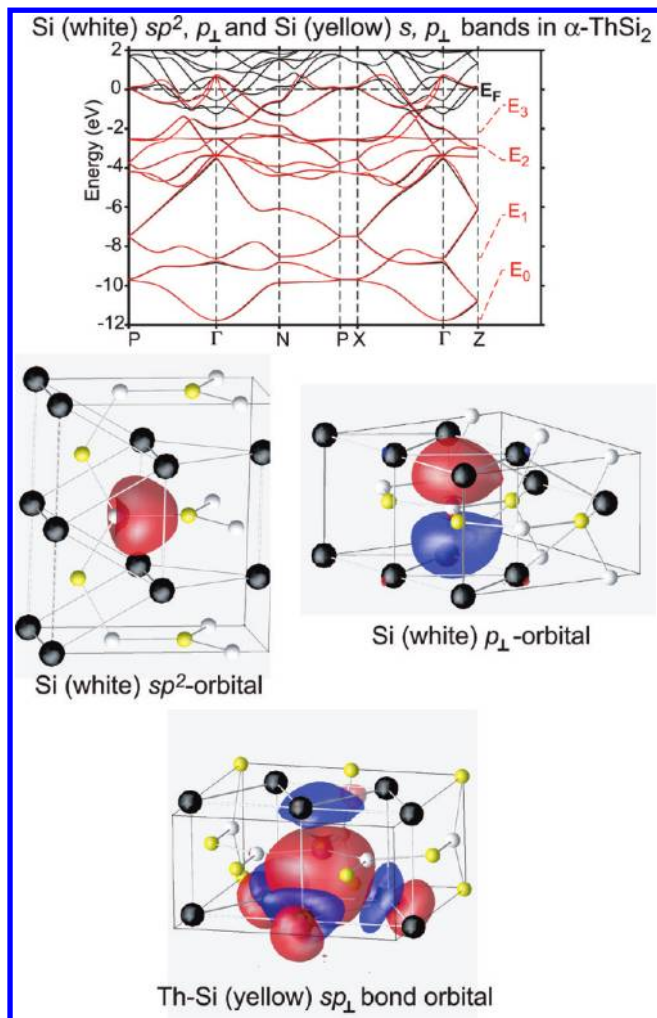 Si (white) sp², p⊥ and Si (yellow) s, p⊥ bands in α-ThSi₂
2
0
-2
-4
-6
-8
-10
-12
Energy (eV)
E_F
E₃
E₂
E₁
E₀
P Γ N P X Γ Z
Si (white) sp²-orbital
Si (white) p⊥-orbital
Th-Si (yellow) sp⊥ bond orbital